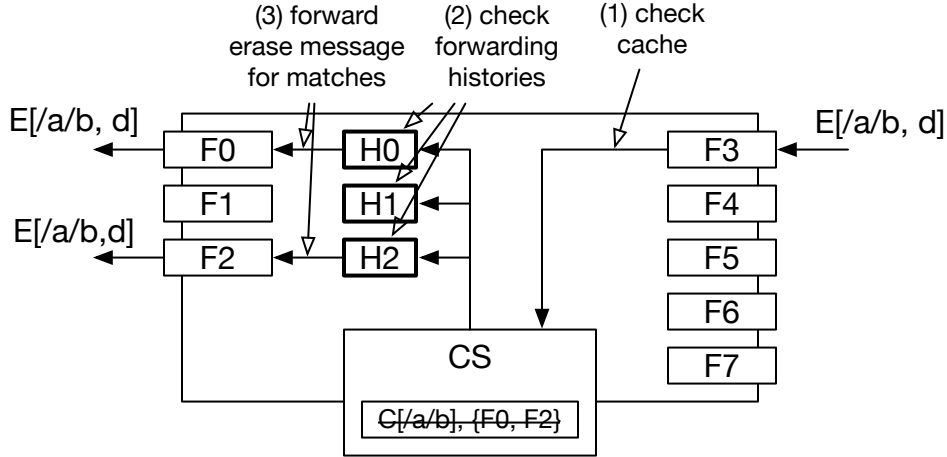 (3) forward
erase message
for matches
(2) check
forwarding
histories
(1) check
cache
E[/a/b, d]
F0
H0
F3
E[/a/b, d]
F1
H1
F4
E[/a/b,d]
F2
H2
F5
F6
CS
F7
C[/a/b], {F0, F2}